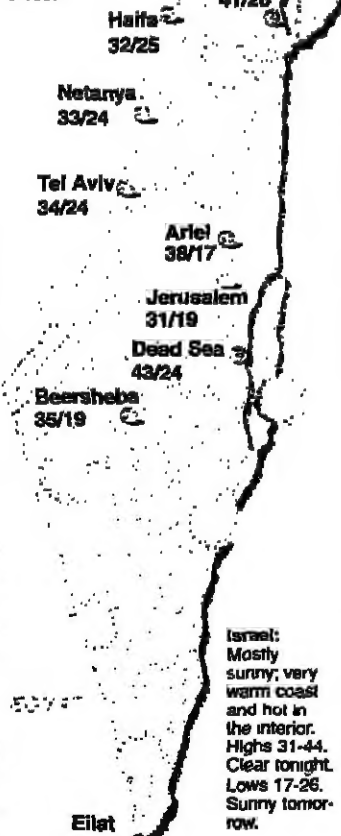 Haifa
32/25
Netanya
33/24
Tel Aviv
34/24
Ariel
38/17
Jerusalem
31/19
Dead Sea
43/24
Beersheba
35/19
Israel:
Mostly
sunny; very
warm coast
and hot in
the interior.
Highs 31-44.
Clear tonight.
Lows 17-26.
Sunny tomor-
row.
Eilat